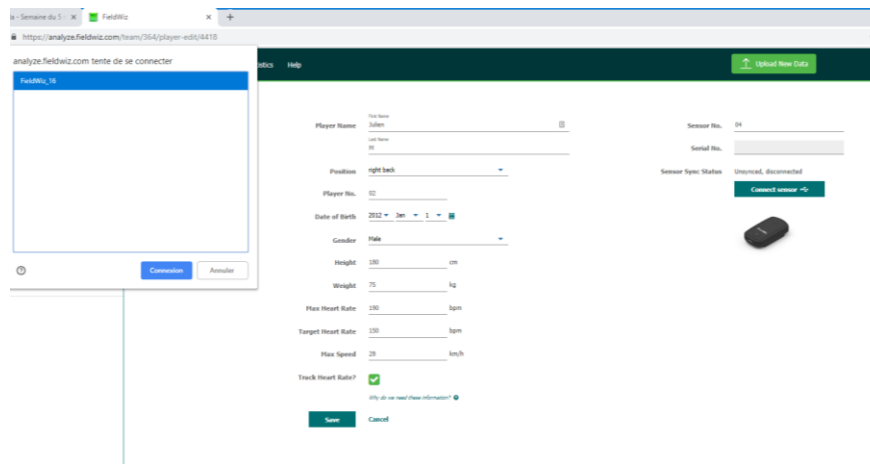 a - Semaine du 5
FieldWiz
https://analyze.fieldwiz.com/team/364/player-edit/4418
analyze.fieldwiz.com tente de se connecter
FieldWiz_16
Connexion
Annuler
istics
Help
Upload New Data
Player Name
First Name
Julien
Last Name
M
Position
right back
Player No.
02
Date of Birth
2012
Jan
1
Gender
Male
Height
180
cm
Weight
75
kg
Max Heart Rate
190
bpm
Target Heart Rate
150
bpm
Max Speed
28
km/h
Track Heart Rate?
Why do we need these information?
Save
Cancel
Sensor No.
04
Serial No.
Sensor Sync Status
Unsynced, disconnected
Connect sensor